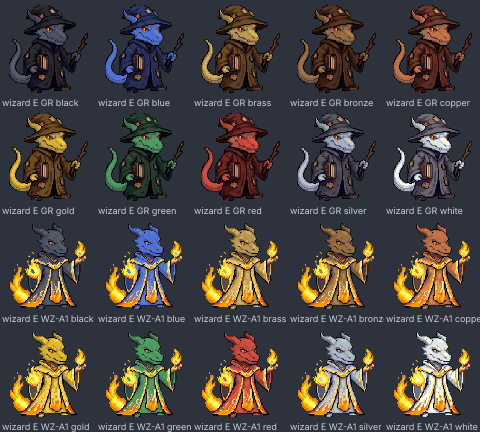 wizard E GR black wizard E GR blue wizard E GR brass wizard E GR bronze wizard E GR copper
wizard E GR gold wizard E GR green wizard E GR red wizard E GR silver wizard E GR white
wizard E WZ-A1 black wizard E WZ-A1 blue wizard E WZ-A1 brass wizard E WZ-A1 bronz wizard E WZ-A1 coppe
wizard E WZ-A1 gold wizard E WZ-A1 green wizard E WZ-A1 red wizard E WZ-A1 silver wizard E WZ-A1 white